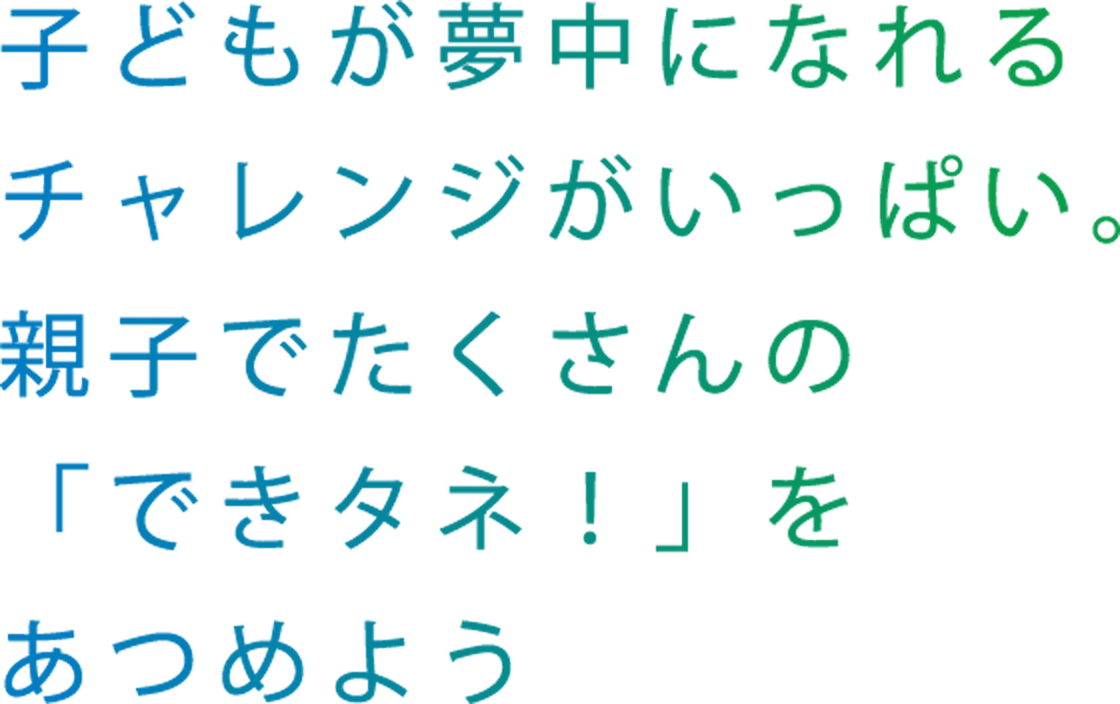 子どもが夢中になれる
チャレンジがいっぱい。
親子でたくさんの
「できタネ！」を
あつめよう